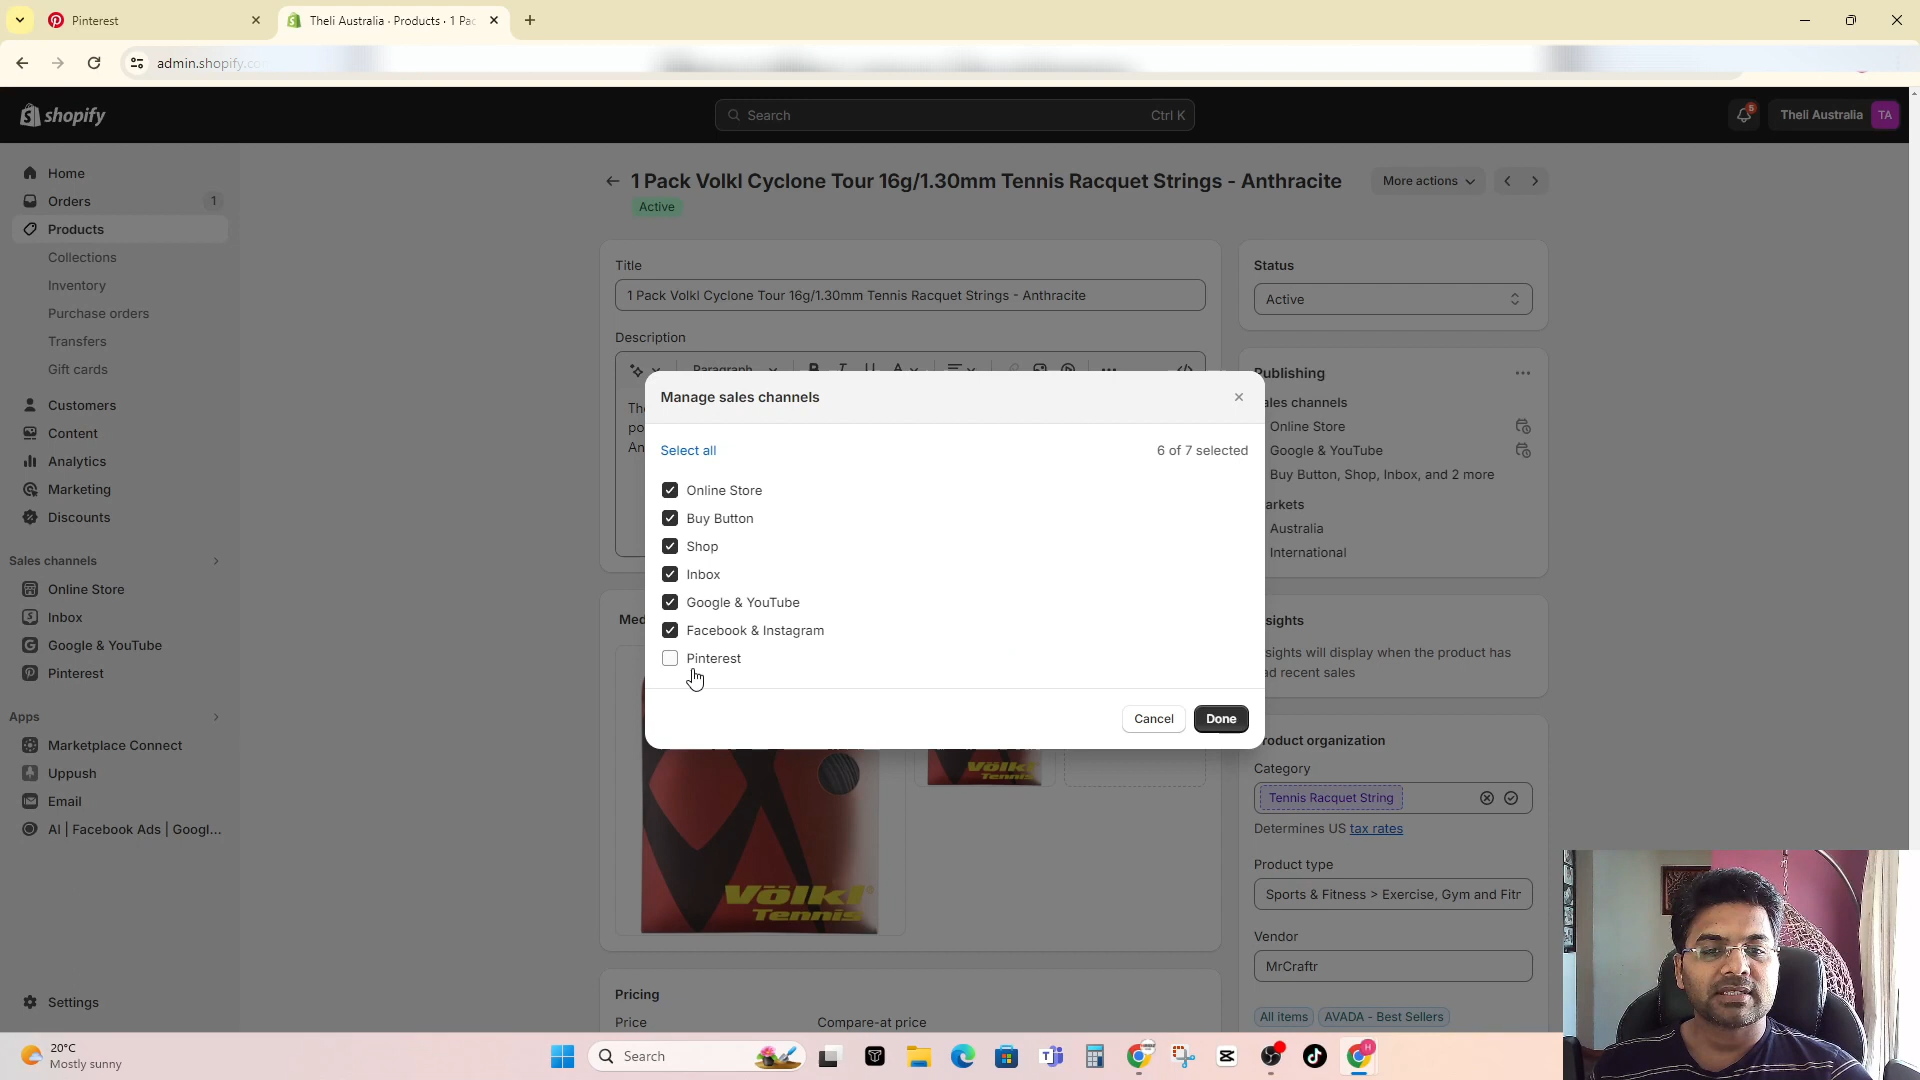 Pinterest
Theli Australia · Products · 1 Pac
admin.shopify.co
shopify
Search
Ctrl K
5
Theli Australia
TA
Home
Orders
1
Products
Collections
Inventory
Purchase orders
Transfers
Gift cards
Customers
Content
Analytics
Marketing
Discounts
Sales channels
Online Store
Inbox
Google & YouTube
Pinterest
Apps
Marketplace Connect
Uppush
Email
AI | Facebook Ads | Googl...
Settings
1 Pack Volkl Cyclone Tour 16g/1.30mm Tennis Racquet Strings - Anthracite
Active
More actions
Title
1 Pack Volkl Cyclone Tour 16g/1.30mm Tennis Racquet Strings - Anthracite
Description
Paragraph
Manage sales channels
Select all
6 of 7 selected
Online Store
Buy Button
Shop
Inbox
Google & YouTube
Facebook & Instagram
Pinterest
Cancel
Done
Völkl
Tennis
Völkl
Tennis
Pricing
Price
Compare-at price
Status
Active
Publishing
ales channels
Online Store
Google & YouTube
Buy Button, Shop, Inbox, and 2 more
arkets
Australia
International
sights
sights will display when the product has
ad recent sales
roduct organization
Category
Tennis Racquet String
Determines US tax rates
Product type
Sports & Fitness > Exercise, Gym and Fitr
Vendor
MrCraftr
All items
AVADA - Best Sellers
20°C
Mostly sunny
Search